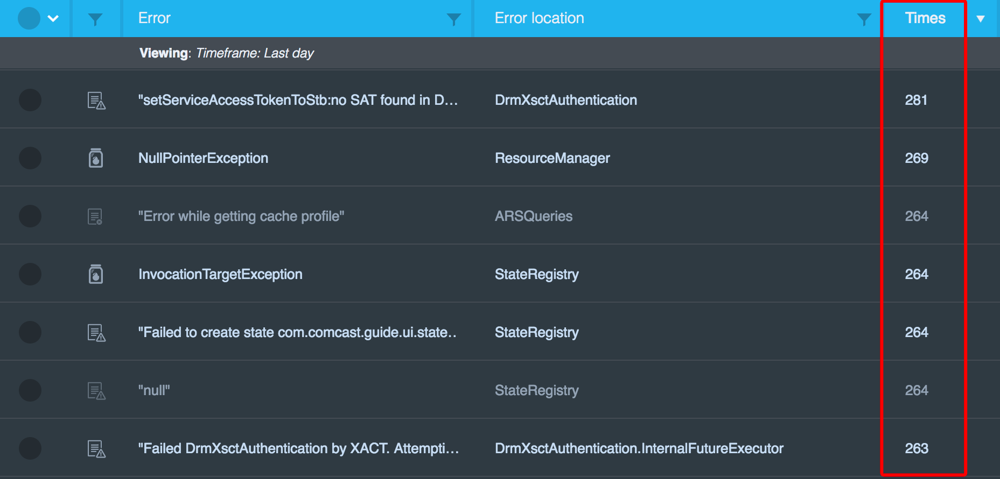 Error Error location Times
Viewing: Timeframe: Last day
"setServiceAccessTokenToStb:no SAT found in D... DrmXsctAuthentication 281
NullPointerException ResourceManager 269
"Error while getting cache profile" ARSQueries 264
InvocationTargetException StateRegistry 264
"Failed to create state com.comcast.guide.ui.state.. StateRegistry 264
"null" StateRegistry 264
"Failed DrmXsctAuthentication by XACT. Attempti... DrmXsctAuthentication.InternalFutureExecutor 263